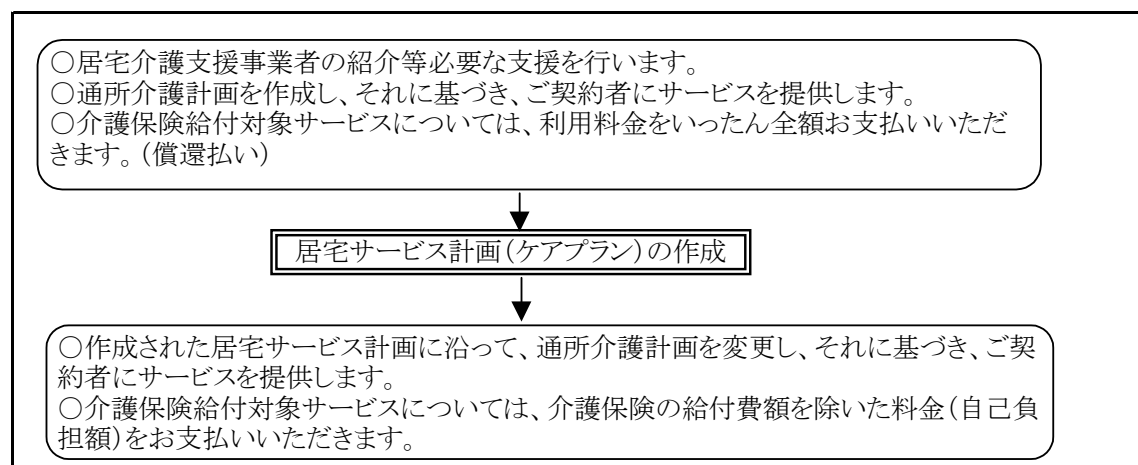 ○居宅介護支援事業者の紹介等必要な支援を行います。
○通所介護計画を作成し、それに基づき、ご契約者にサービスを提供します。
○介護保険給付対象サービスについては、利用料金をいったん全額お支払いいただ
きます。(償還払い)
居宅サービス計画(ケアプラン)の作成
○作成された居宅サービス計画に沿って、通所介護計画を変更し、それに基づき、ご契
約者にサービスを提供します。
○介護保険給付対象サービスについては、介護保険の給付費額を除いた料金(自己負
担額)をお支払いいただきます。